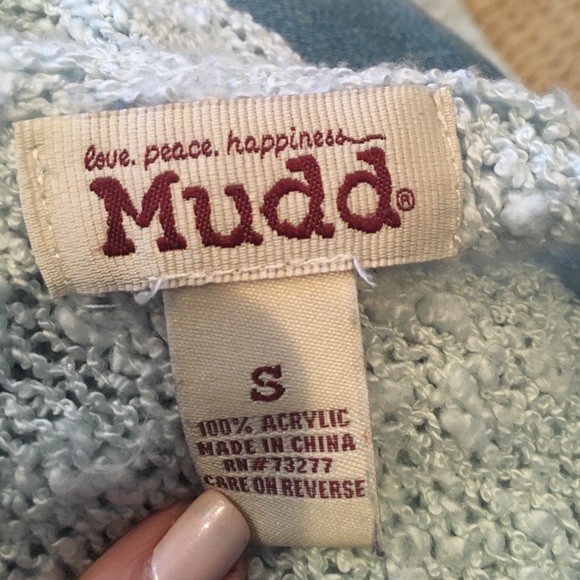 love. peace. happiness
Mudd®
S
100% ACRYLIC
MADE IN CHINA
RN# 73277
CARE ON REVERSE